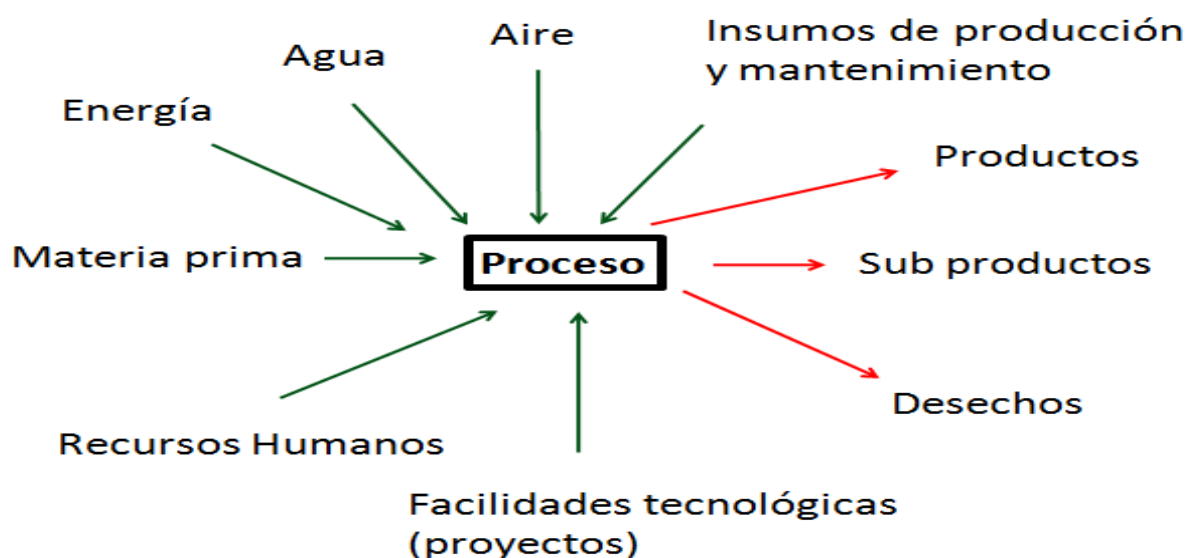 Aire
Insumos de producción
y mantenimiento
Agua
Energía
Productos
Materia prima
Proceso
Sub productos
Desechos
Recursos Humanos
Facilidades tecnológicas
(proyectos)